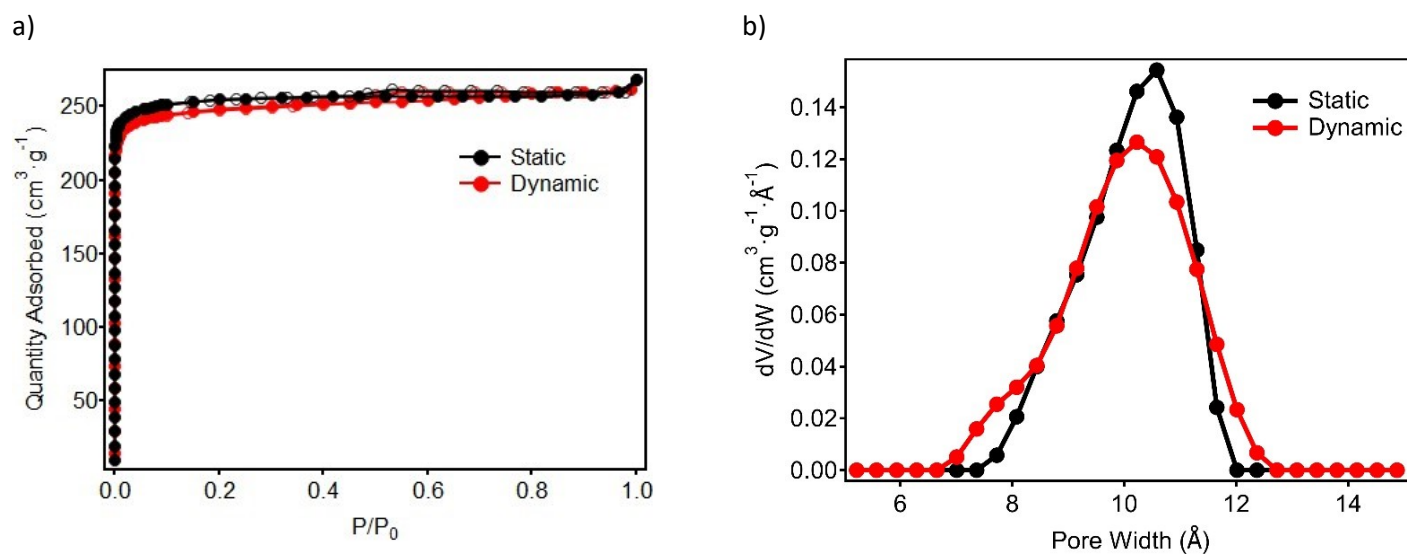 a)
Quantity Adsorbed (cm³·g⁻¹)
250
200
150
100
50
Static
Dynamic
0.0 0.2 0.4 0.6 0.8 1.0
P/P₀
b)
dV/dW (cm³·g⁻¹·Å⁻¹)
0.14
0.12
0.10
0.08
0.06
0.04
0.02
0.00
Static
Dynamic
6 8 10 12 14
Pore Width (Å)